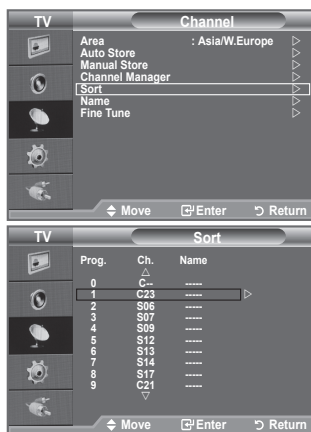 TV Channel
Area : Asia/W.Europe
Auto Store
Manual Store
Channel Manager
Sort
Name
Fine Tune
Move Enter Return
TV Sort
Prog. Ch. Name
0 C-- -----
1 C23 -----
2 S06 -----
3 S07 -----
4 S09 -----
5 S12 -----
6 S13 -----
7 S14 -----
8 S17 -----
9 C21 -----
Move Enter Return